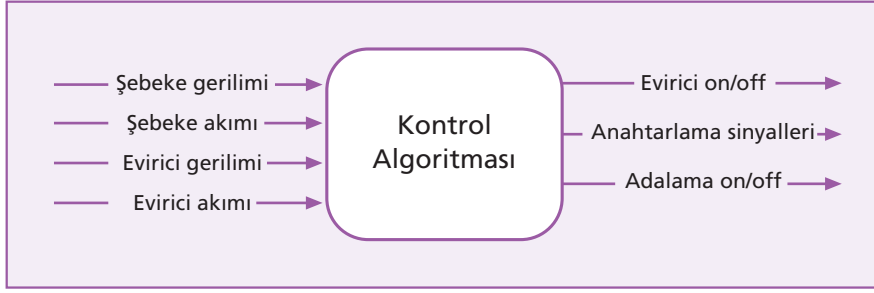 Şebeke gerilimi
Şebeke akımı
Evirici gerilimi
Evirici akımı
Kontrol
Algoritması
Evirici on/off
Anahtarlama sinyalleri
Adalama on/off